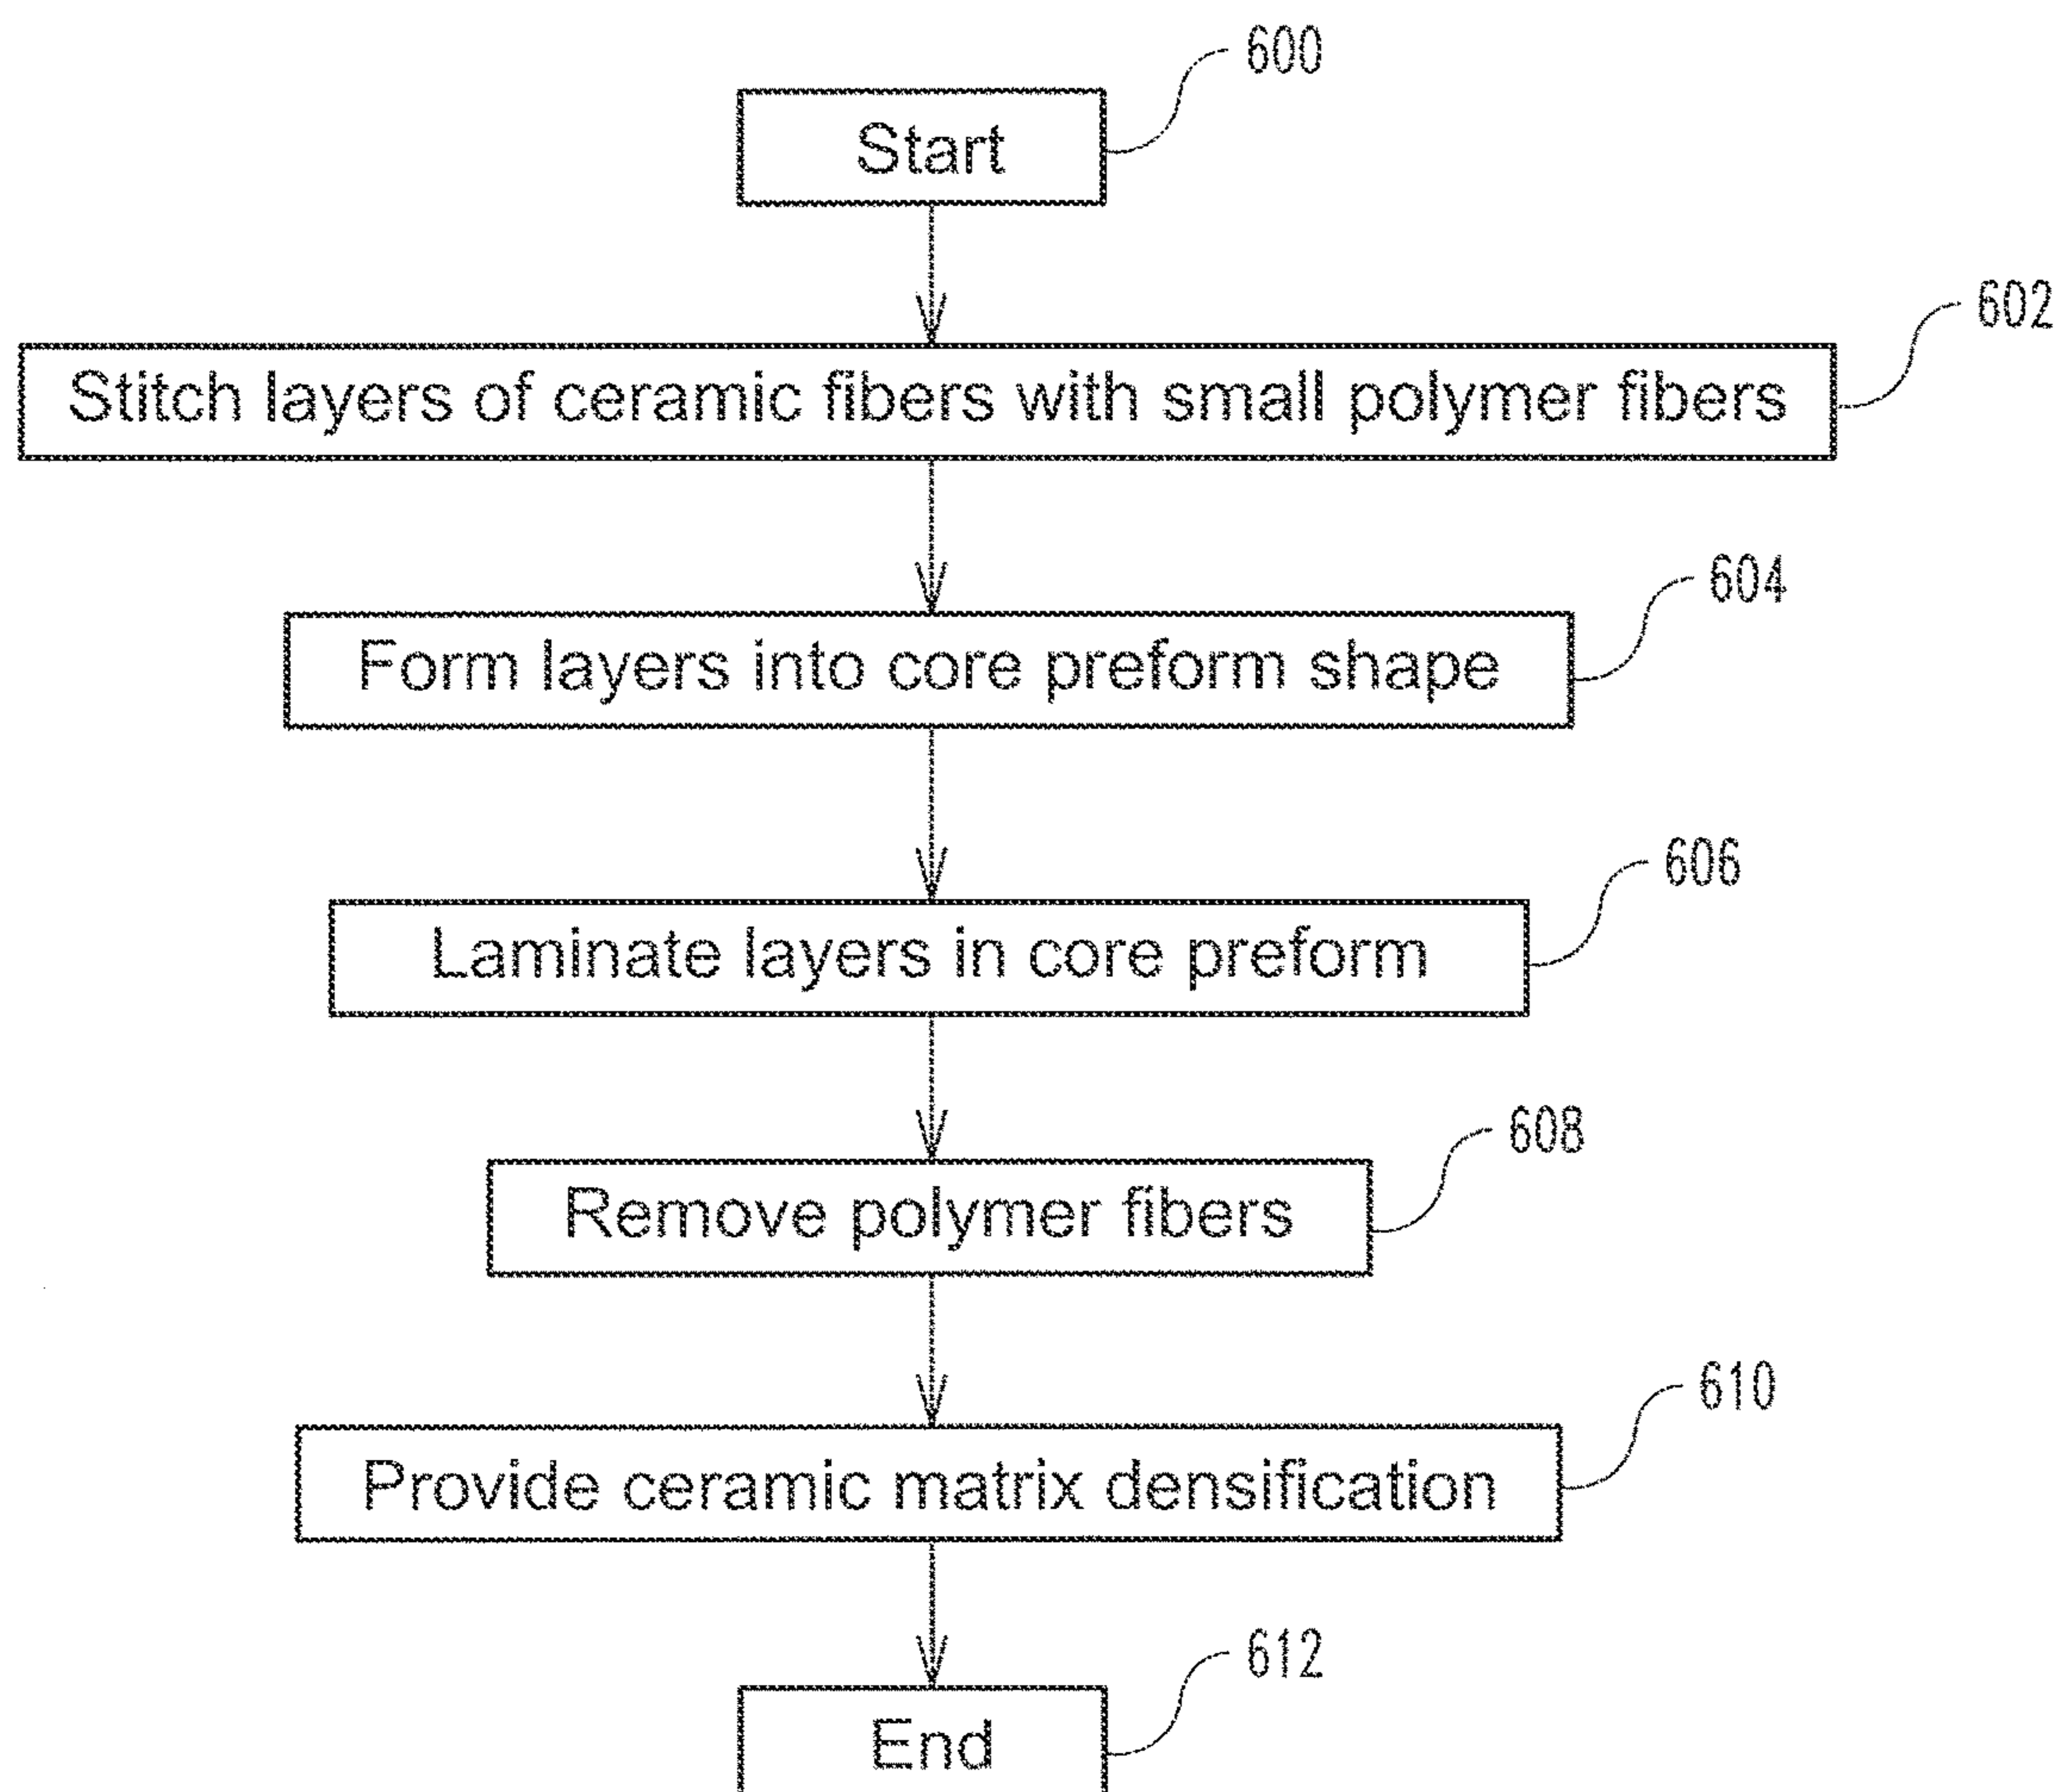 600
Start
602
Stitch layers of ceramic fibers with small polymer fibers
604
Form layers into core preform shape
606
Laminate layers in core preform
608
Remove polymer fibers
610
Provide ceramic matrix densification
612
End